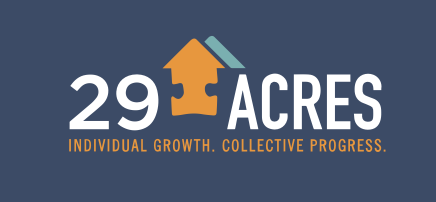 29 ACRES
INDIVIDUAL GROWTH. COLLECTIVE PROGRESS.